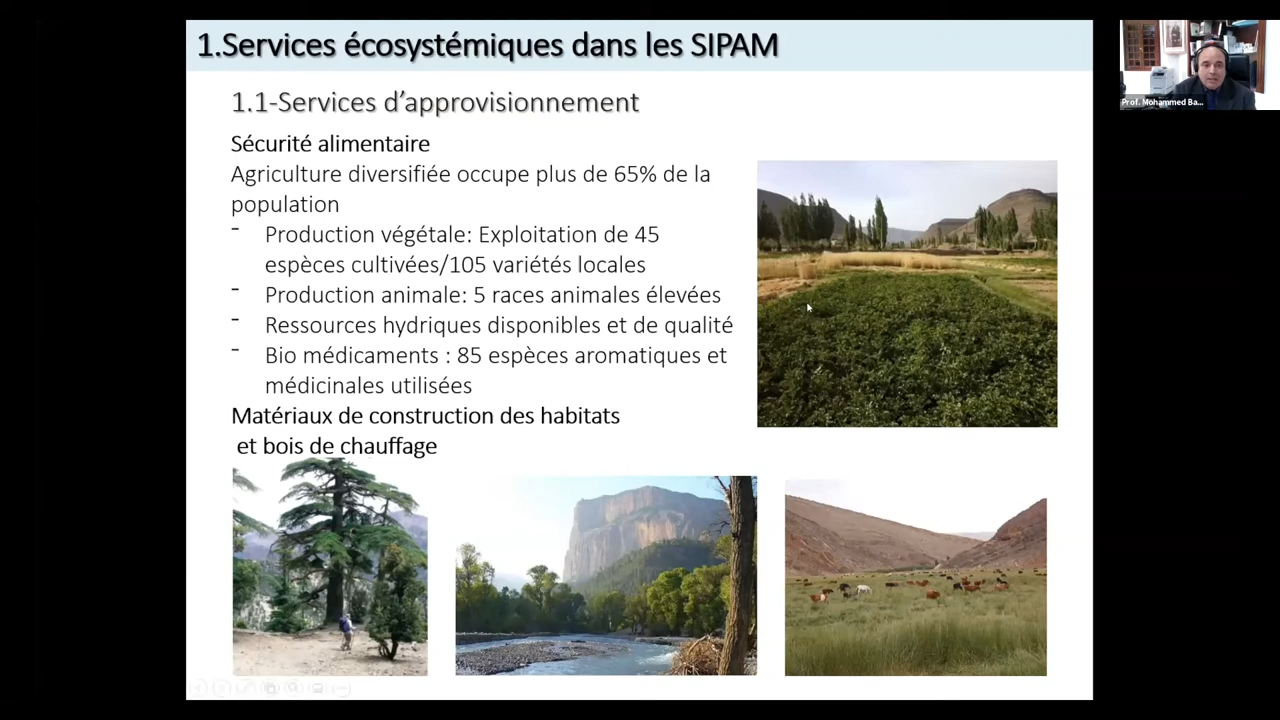 1.Services écosystémiques dans les SIPAM
Prof. Mohammed Ba...
1.1-Services d’approvisionnement
Sécurité alimentaire
Agriculture diversifiée occupe plus de 65% de la
population
- Production végétale: Exploitation de 45
espèces cultivées/105 variétés locales
- Production animale: 5 races animales élevées
- Ressources hydriques disponibles et de qualité
- Bio médicaments : 85 espèces aromatiques et
médicinales utilisées
Matériaux de construction des habitats
et bois de chauffage